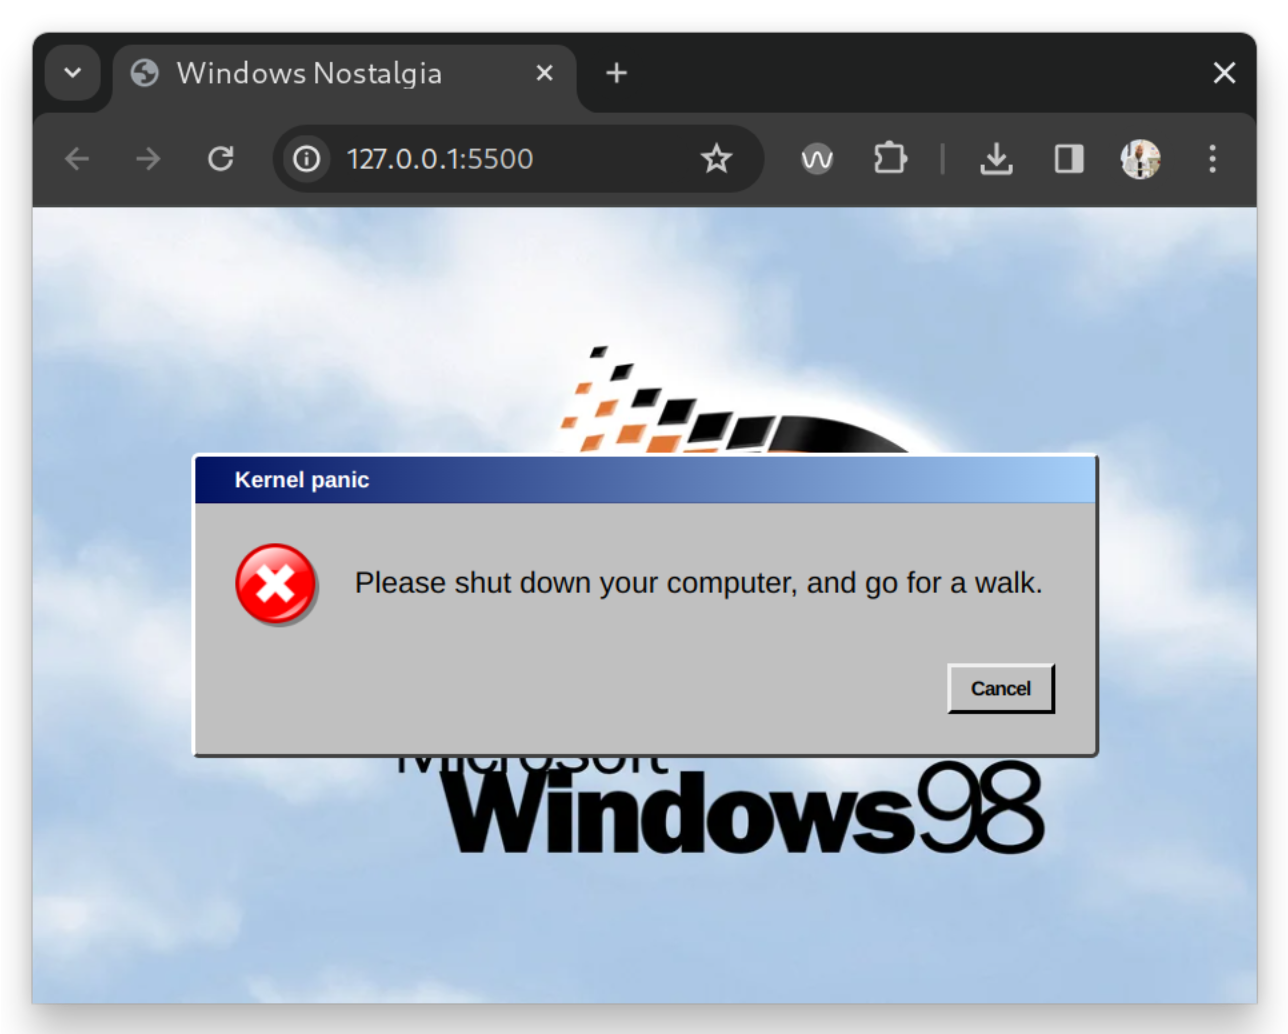 Windows Nostalgia
127.0.0.1:5500
Kernel panic
Please shut down your computer, and go for a walk.
Cancel
Microsoft
Windows98